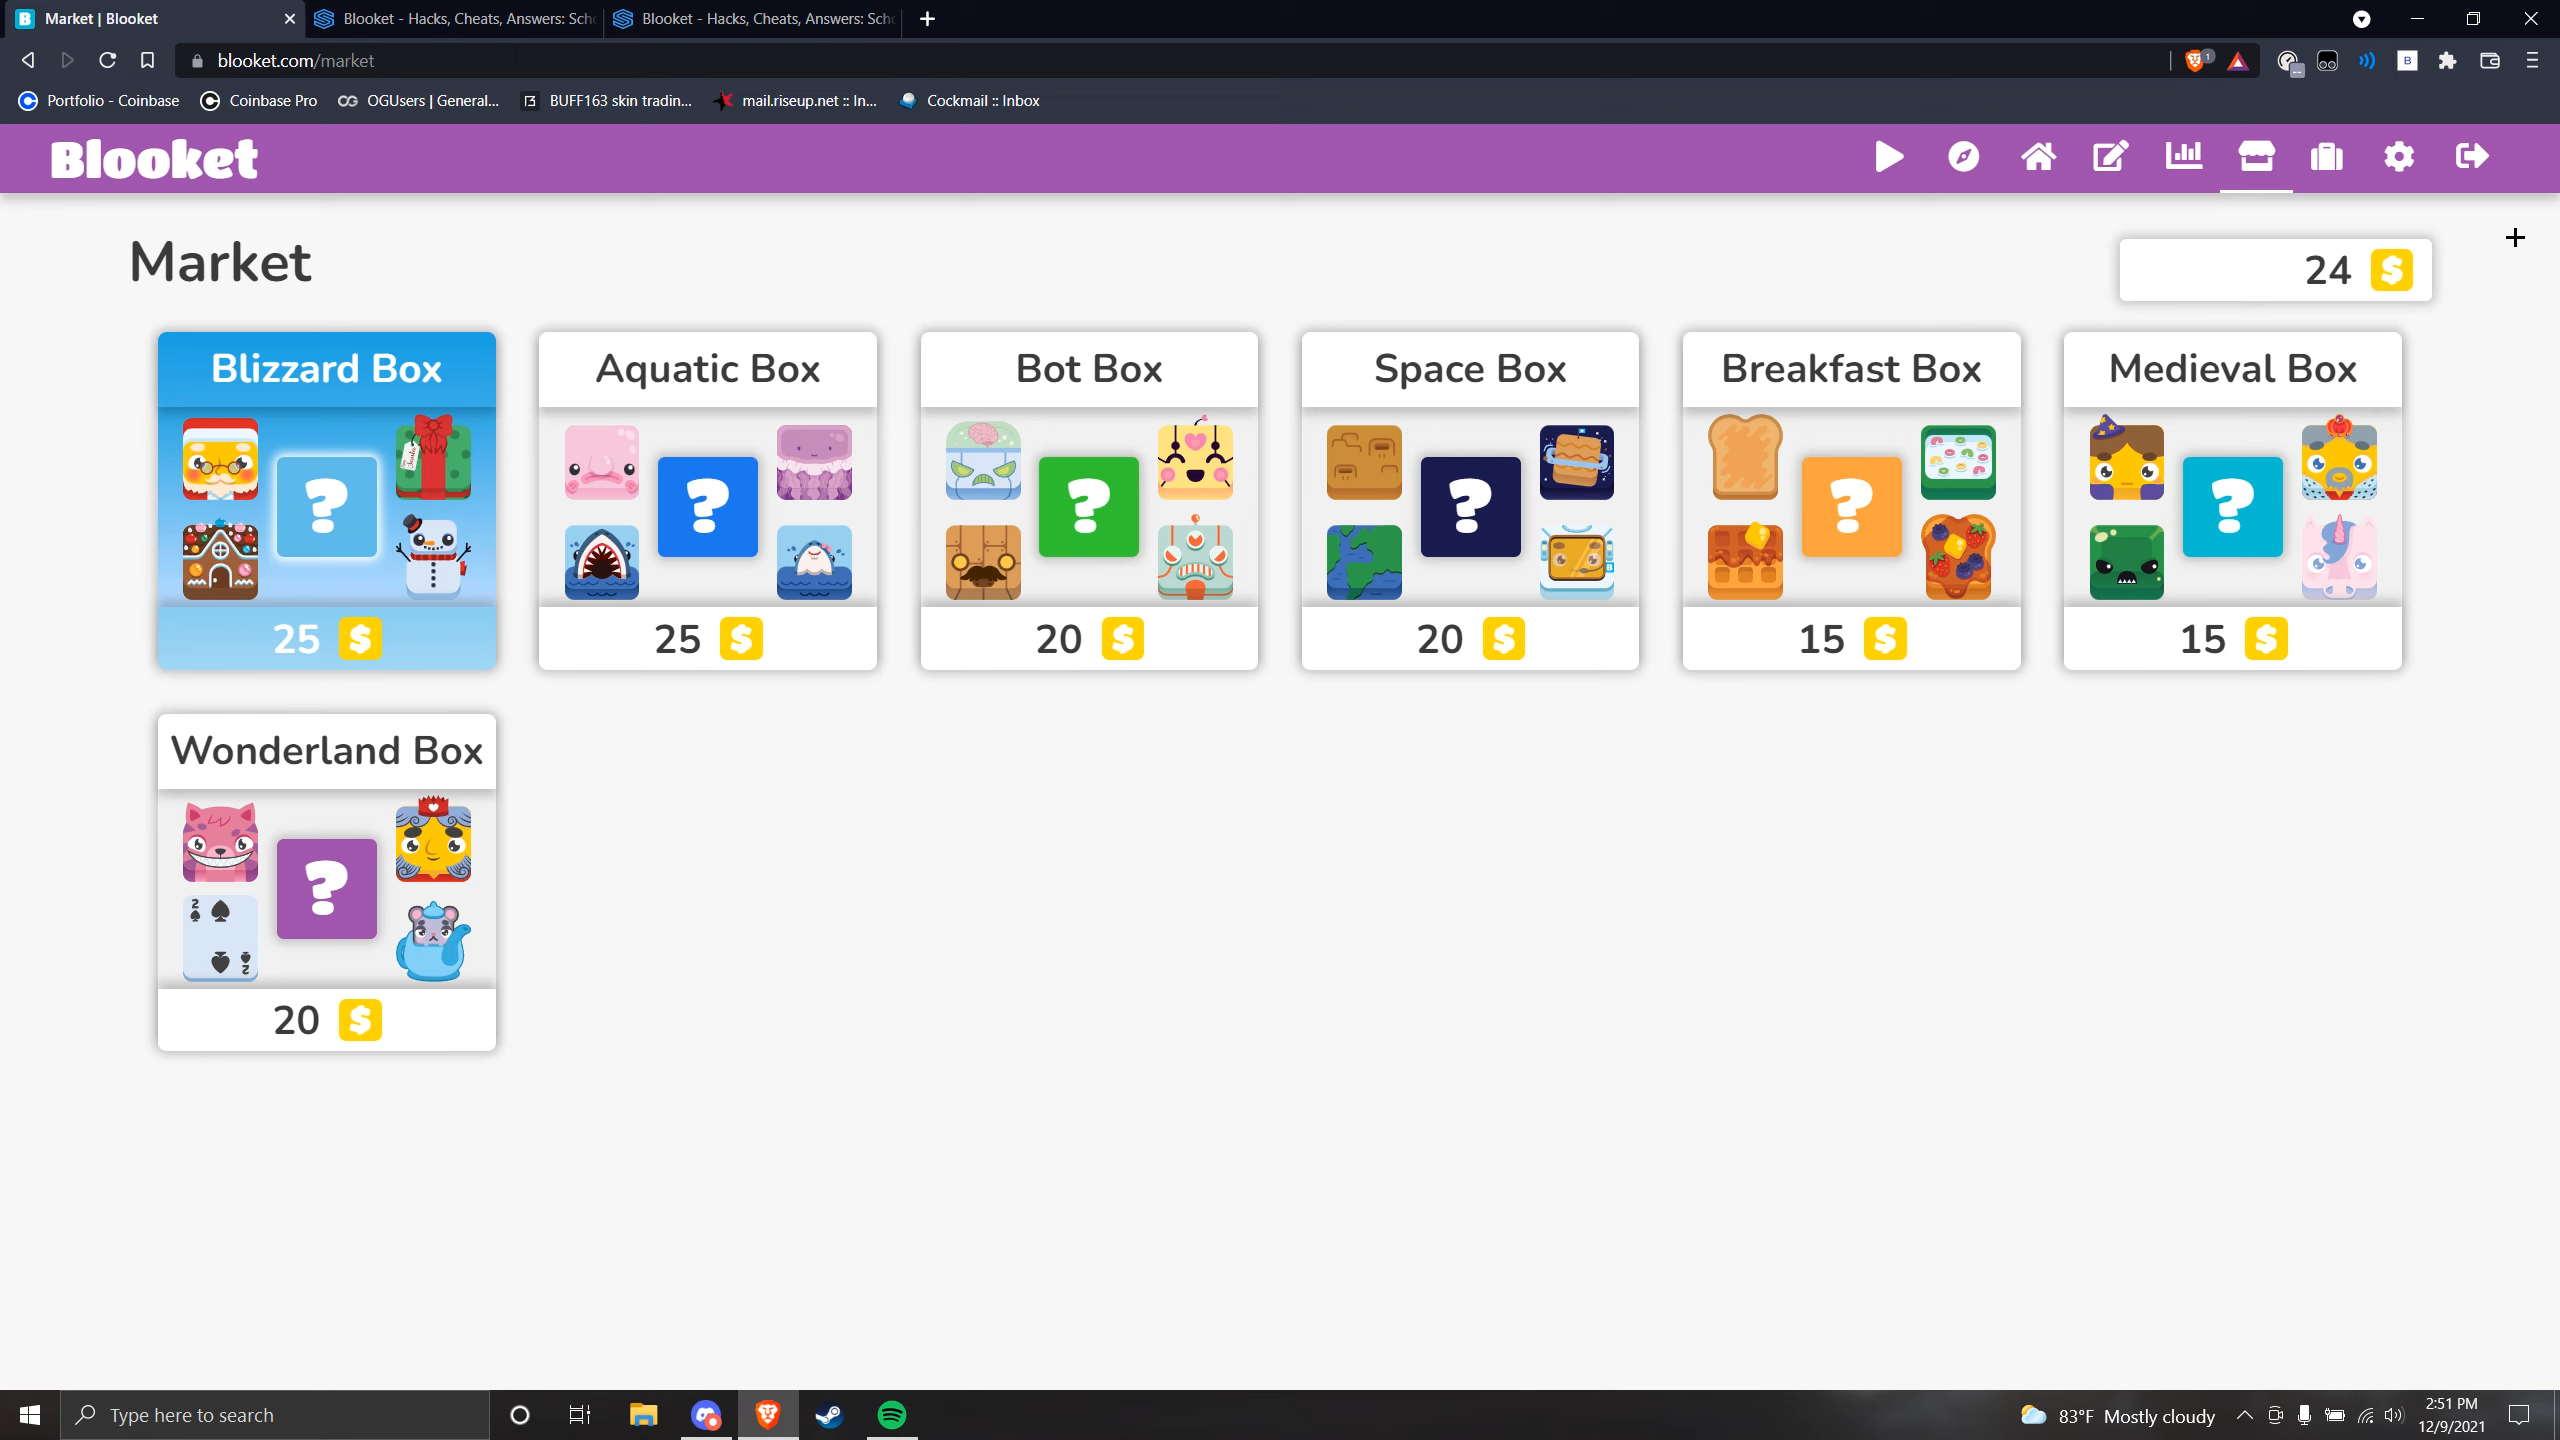 Market | Blooket
Blooket - Hacks, Cheats, Answers: Sch
Blooket - Hacks, Cheats, Answers: Sch
blooket.com/market
1
B
Portfolio - Coinbase
Coinbase Pro
OGUsers | General...
BUFF163 skin tradin...
mail.riseup.net :: In...
Cockmail :: Inbox
Blooket
Market
24
Blizzard Box
Aquatic Box
Bot Box
Space Box
Breakfast Box
Medieval Box
?
?
?
?
?
?
25
25
20
20
15
15
Wonderland Box
?
2
2
20
Type here to search
83°F Mostly cloudy
2:51 PM
12/9/2021